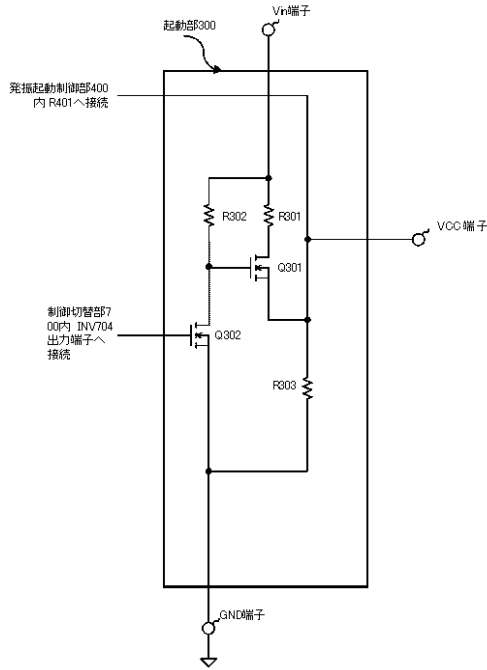 Vin端子
起動部300
発振起動制御部400
内 R401へ接続
R302
R301
VCC 端子
Q301
制御切替部7
00内 INV704
出力端子へ
接続
Q302
R303
GND端子